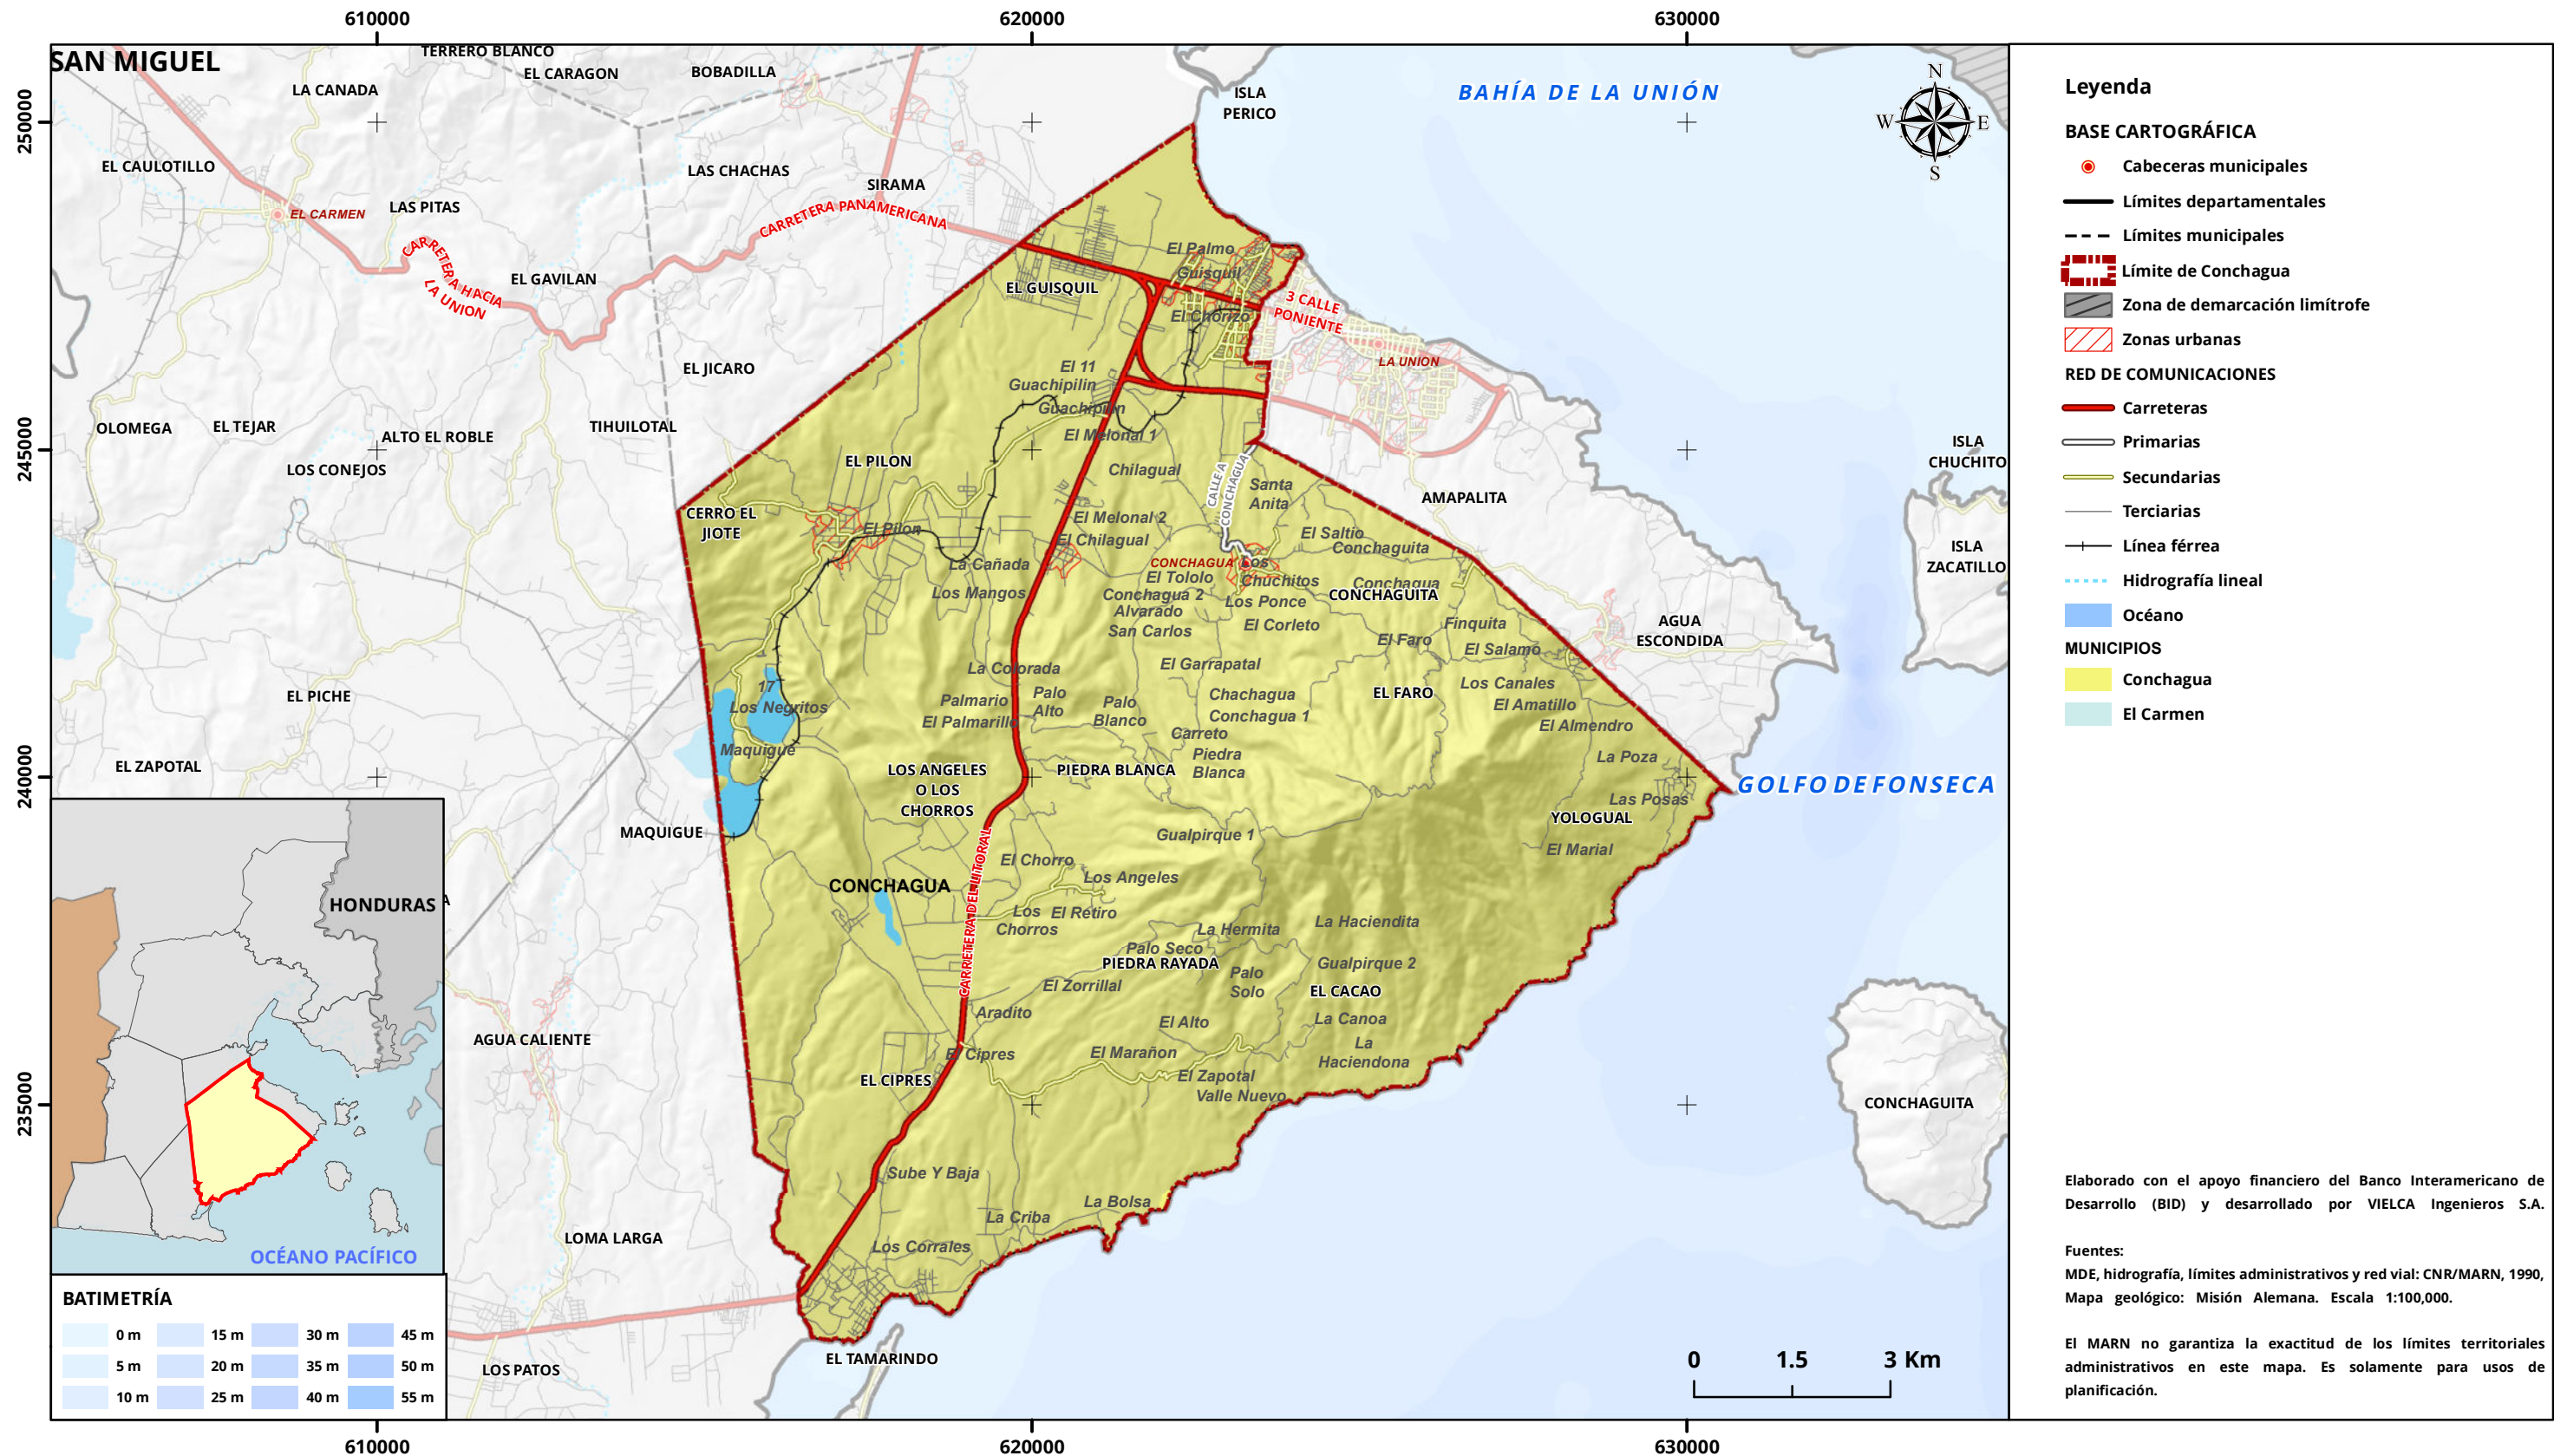 610000
620000
630000
SAN MIGUEL
TERRERO BLANCO
EL CARAGON
BOBADILLA
LA CANADA
ISLA
PERICO
BAHÍA DE LA UNIÓN
N
W
E
S
250000
EL CAULOTILLO
LAS CHACHAS
SIRAMA
LAS PITAS
EL CARMEN
CARRETERA PANAMERICANA
CARRETERA HACIA
LA UNION
EL GAVILAN
EL GUISQUIL
El Palmo
Guisquil
El Chorizo
3 CALLE
PONIENTE
LA UNION
EL JICARO
El 11
Guachipilin
Guachipilin
OLOMEGA
EL TEJAR
ALTO EL ROBLE
TIHUILOTAL
El Melonal 1
245000
LOS CONEJOS
EL PILON
Chilagual
CALLE A
CONCHAGUA
Santa
Anita
AMAPALITA
ISLA
CHUCHITO
CERRO EL
JIOTE
El Pilon
El Melonal 2
El Chilagual
El Saltio
Conchaguita
ISLA
ZACATILLO
La Cañada
CONCHAGUA
Los
Chuchitos
El Tololo
Conchagua
CONCHAGUITA
Los Mangos
Conchagua 2
Alvarado
Los Ponce
San Carlos
El Corleto
Finquita
El Faro
El Salamo
AGUA
ESCONDIDA
La Colorada
El Garrapatal
17
Los Negritos
Maquigue
EL PICHE
Palmario
El Palmarillo
Palo
Alto
Palo
Blanco
Chachagua
Conchagua 1
EL FARO
Los Canales
El Amatillo
El Almendro
Carreto
Piedra
Blanca
La Poza
240000
EL ZAPOTAL
LOS ANGELES
O LOS
CHORROS
PIEDRA BLANCA
GOLFO DE FONSECA
Las Posas
YOLOGUAL
MAQUIGUE
Gualpirque 1
El Marial
CARRETERA DEL LITORAL
El Chorro
Los Angeles
CONCHAGUA
Los
Chorros
El Retiro
La Haciendita
La Hermita
Palo Seco
PIEDRA RAYADA
Gualpirque 2
Palo
Solo
El Zorrillal
EL CACAO
Aradito
La Canoa
El Alto
La
Haciendona
AGUA CALIENTE
El Cipres
El Marañon
EL CIPRES
El Zapotal
Valle Nuevo
235000
CONCHAGUITA
Sube Y Baja
La Bolsa
La Criba
LOMA LARGA
Los Corrales
LOS PATOS
EL TAMARINDO
0 1.5 3 Km
HONDURAS
A
OCÉANO PACÍFICO
BATIMETRÍA
0 m 15 m 30 m 45 m
5 m 20 m 35 m 50 m
10 m 25 m 40 m 55 m
610000
620000
630000
Leyenda
BASE CARTOGRÁFICA
Cabeceras municipales
Límites departamentales
Límites municipales
Límite de Conchagua
Zona de demarcación limítrofe
Zonas urbanas
RED DE COMUNICACIONES
Carreteras
Primarias
Secundarias
Terciarias
Línea férrea
Hidrografía lineal
Océano
MUNICIPIOS
Conchagua
El Carmen
Elaborado con el apoyo financiero del Banco Interamericano de
Desarrollo (BID) y desarrollado por VIELCA Ingenieros S.A.
Fuentes:
MDE, hidrografía, límites administrativos y red vial: CNR/MARN, 1990,
Mapa geológico: Misión Alemana. Escala 1:100,000.
El MARN no garantiza la exactitud de los límites territoriales
administrativos en este mapa. Es solamente para usos de
planificación.